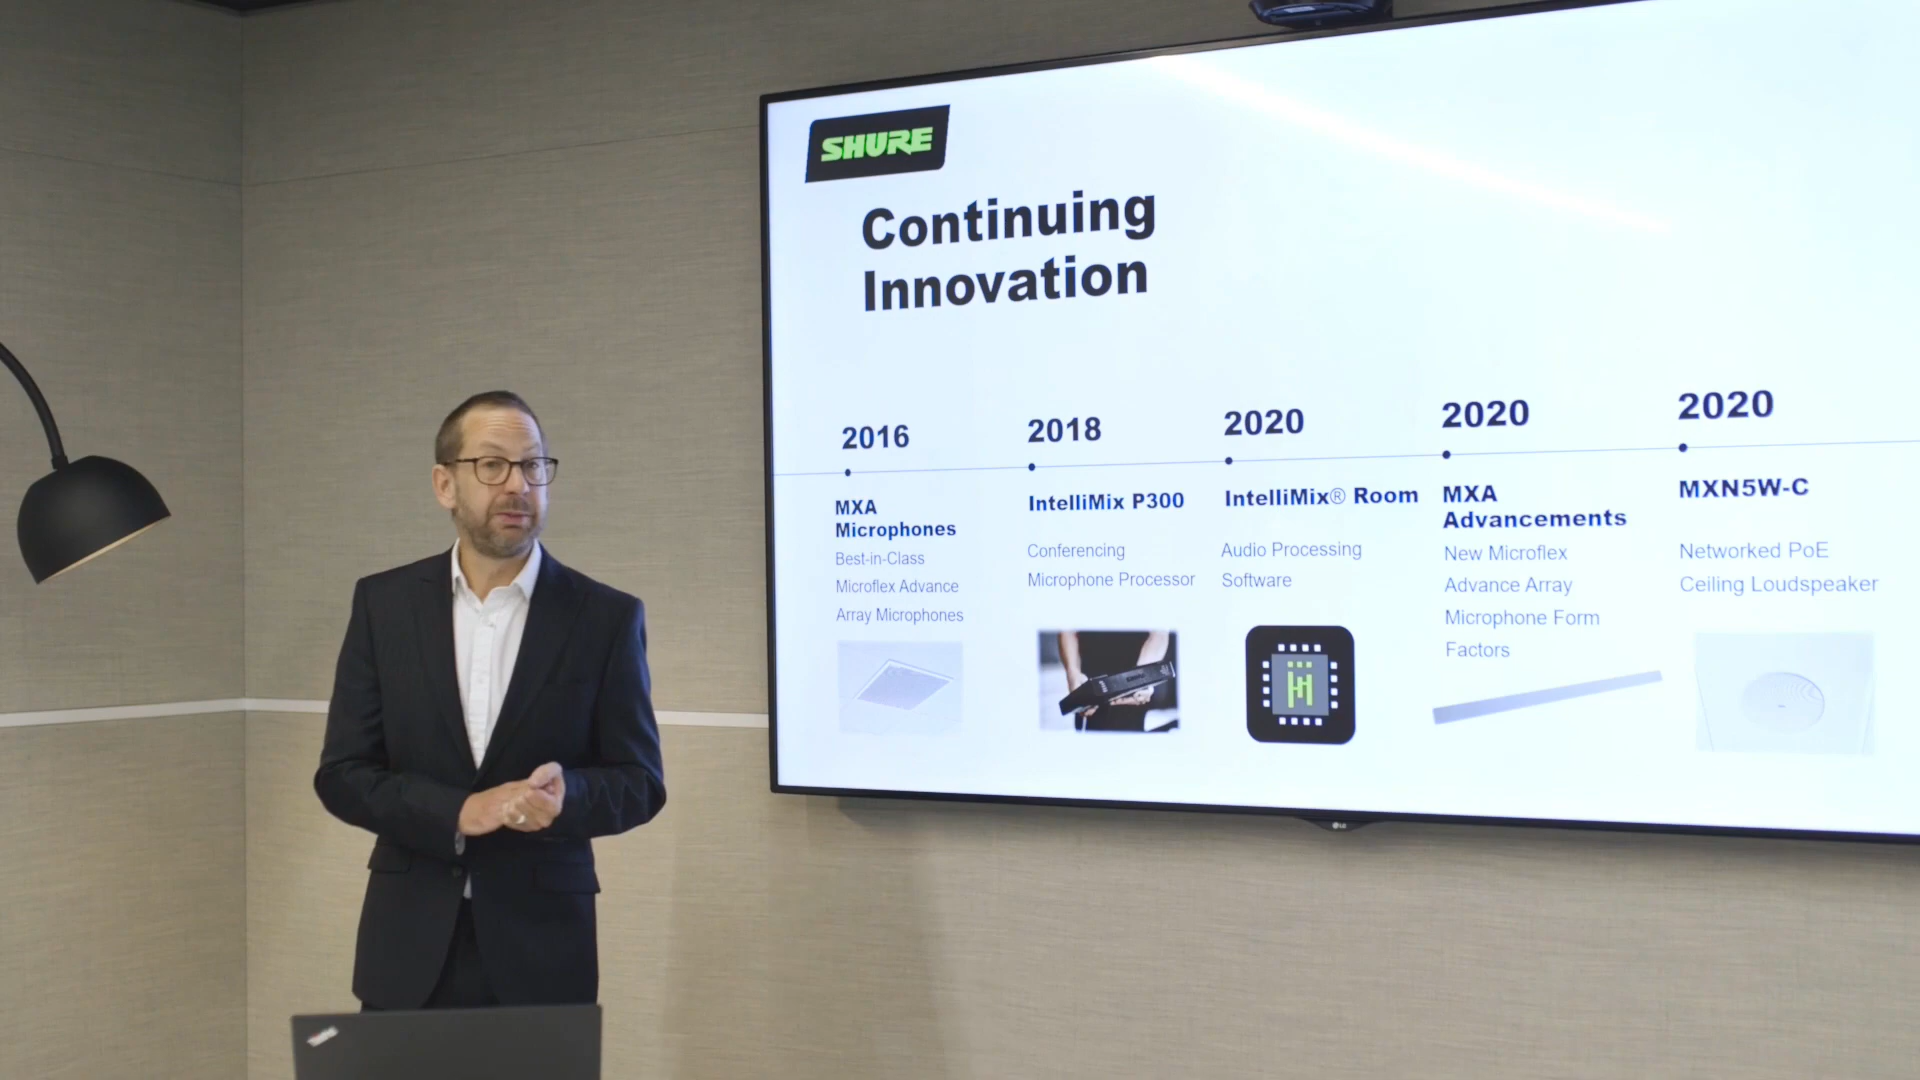 SHURE
Continuing
Innovation
2016
MXA
Microphones
Best-in-Class
Microflex Advance
Array Microphones
2018
IntelliMix P300
Conferencing
Microphone Processor
2020
IntelliMix® Room
Audio Processing
Software
2020
MXA
Advancements
New Microflex
Advance Array
Microphone Form
Factors
2020
MXN5W-C
Networked PoE
Ceiling Loudspeaker
LG